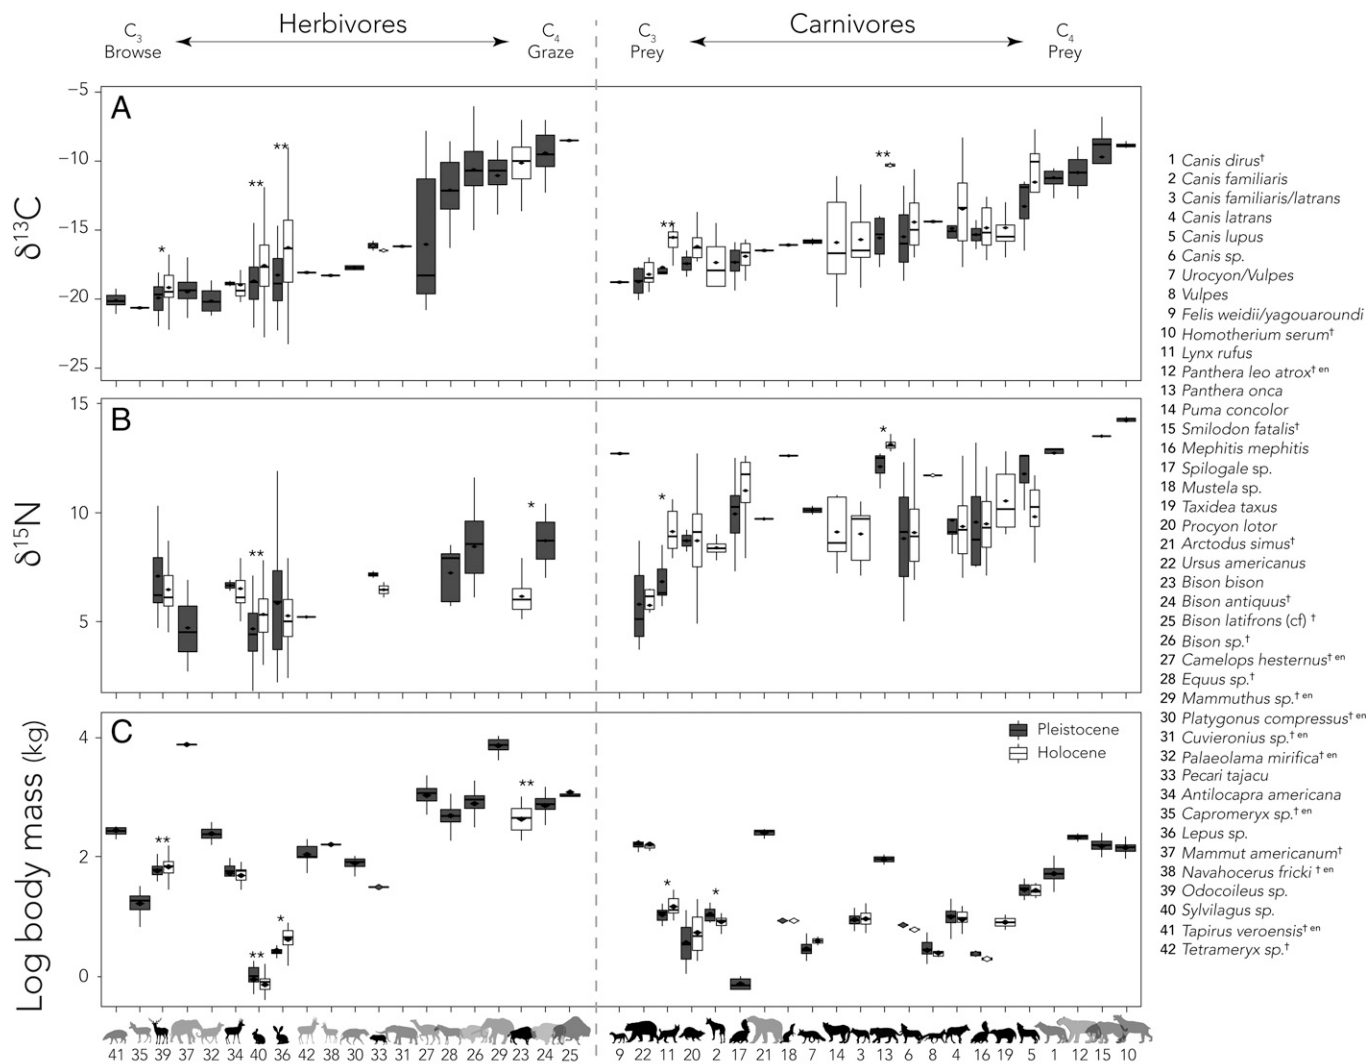 Herbivores
Carnivores
C3
Browse
C4
Graze
C3
Prey
C4
Prey
A
δ13C
−5
−10
−15
−20
−25
*
**
**
**
**
B
δ15N
15
10
5
**
*
*
*
C
Log body mass (kg)
4
2
0
**
**
*
**
*
*
Pleistocene
Holocene
41 35 39 37 32 34 40 36 42 38 30 33 31 27 28 26 29 23 24 25
9 22 11 20 2 17 21 18 7 14 3 13 6 8 4 16 19 5 1 12 15 10
1 Canis dirus†
2 Canis familiaris
3 Canis familiaris/latrans
4 Canis latrans
5 Canis lupus
6 Canis sp.
7 Urocyon/Vulpes
8 Vulpes
9 Felis weidii/yagouaroundi
10 Homotherium serum†
11 Lynx rufus
12 Panthera leo atrox† en
13 Panthera onca
14 Puma concolor
15 Smilodon fatalis†
16 Mephitis mephitis
17 Spilogale sp.
18 Mustela sp.
19 Taxidea taxus
20 Procyon lotor
21 Arctodus simus†
22 Ursus americanus
23 Bison bison
24 Bison antiquus†
25 Bison latifrons (cf) †
26 Bison sp.†
27 Camelops hesternus† en
28 Equus sp.†
29 Mammuthus sp.† en
30 Platygonus compressus† en
31 Cuvieronius sp.† en
32 Palaeolama mirifica† en
33 Pecari tajacu
34 Antilocapra americana
35 Capromeryx sp.† en
36 Lepus sp.
37 Mammut americanum†
38 Navahocerus fricki † en
39 Odocoileus sp.
40 Sylvilagus sp.
41 Tapirus veroensis† en
42 Tetrameryx sp.†